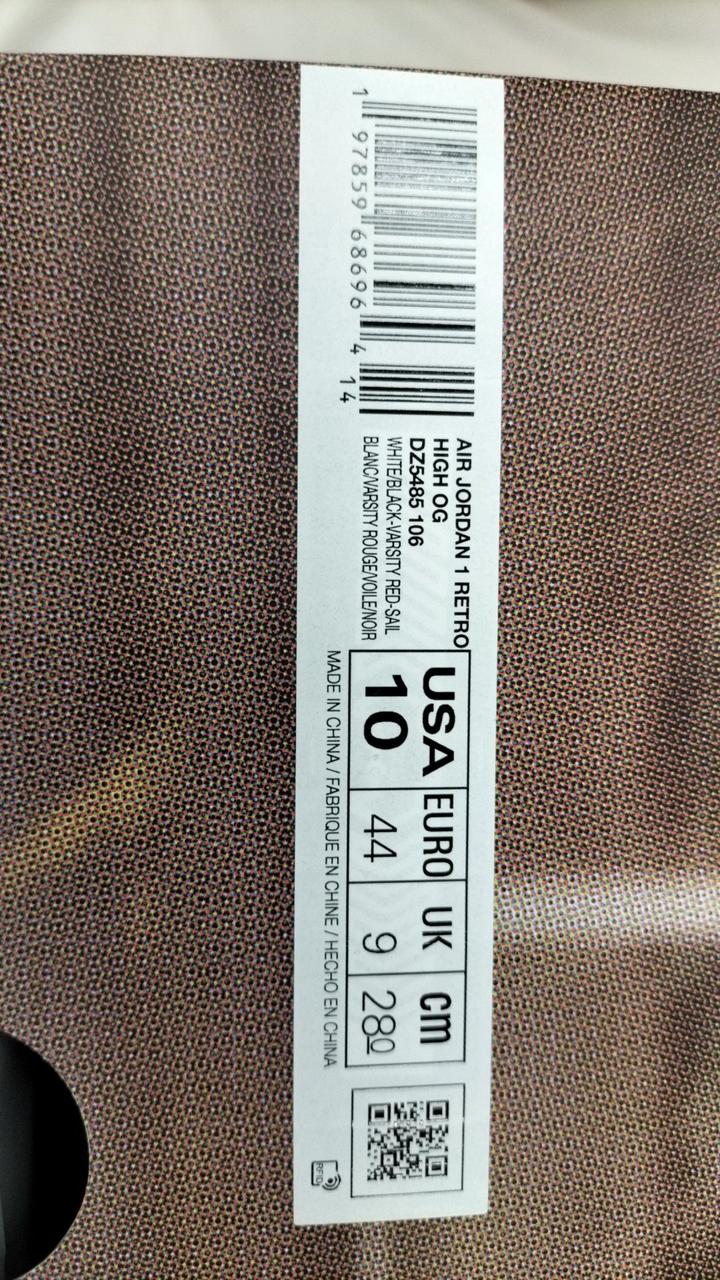 1 97859 68696 4 14
AIR JORDAN 1 RETRO
HIGH OG
DZ5485 106
WHITE/BLACK-VARSITY RED-SAIL
BLANC/VARSITY ROUGE/VOILE/NOIR
USA EURO UK cm
10 44 9 280
MADE IN CHINA / FABRIQUE EN CHINE / HECHO EN CHINA
RFID